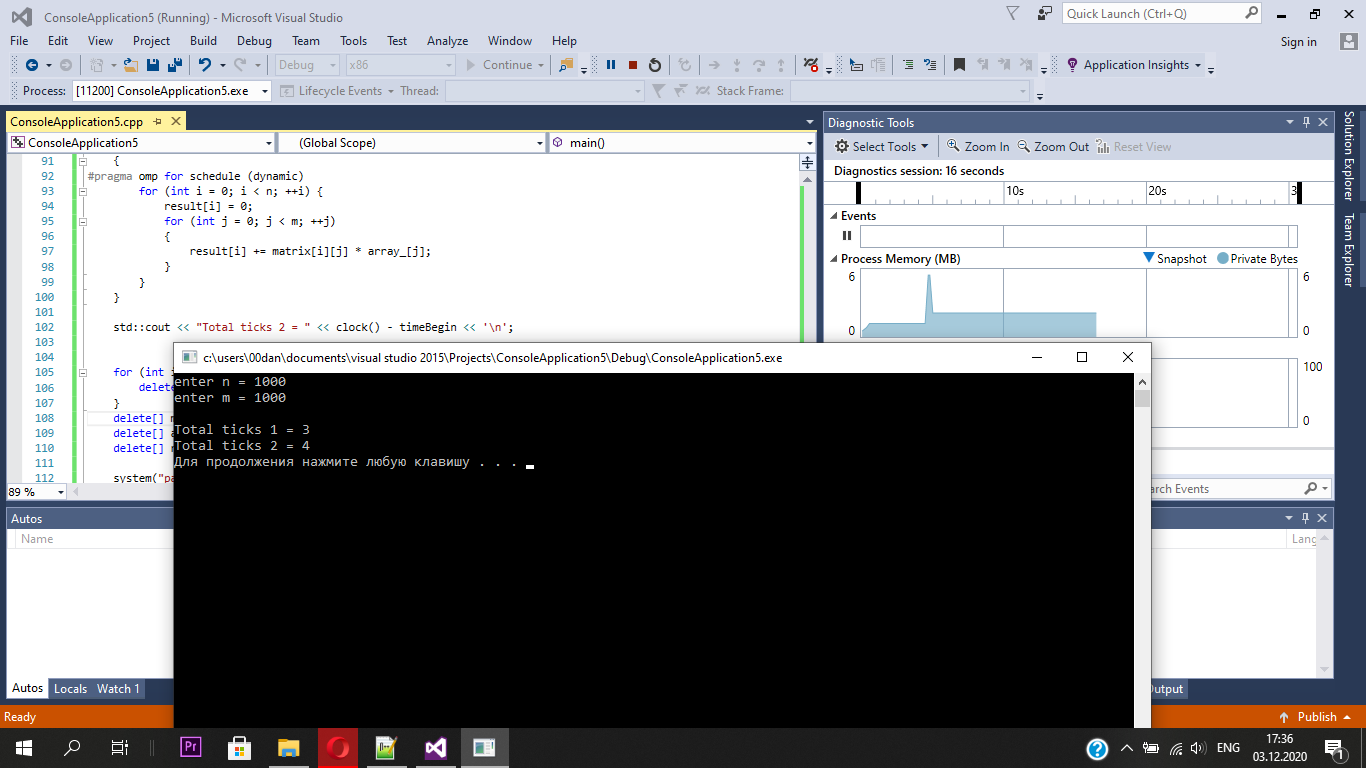 ConsoleApplication5 (Running) - Microsoft Visual Studio
Quick Launch (Ctrl+Q)
File Edit View Project Build Debug Team Tools Test Analyze Window Help
Sign in
Debug x86 Continue Application Insights
Process: [11200] ConsoleApplication5.exe Lifecycle Events Thread: Stack Frame:
ConsoleApplication5.cpp
ConsoleApplication5 (Global Scope) main()
91 {
92 #pragma omp for schedule (dynamic)
93 for (int i = 0; i < n; ++i) {
94 result[i] = 0;
95 for (int j = 0; j < m; ++j)
96 {
97 result[i] += matrix[i][j] * array_[j];
98 }
99 }
100 }
101
102 std::cout << "Total ticks 2 = " << clock() - timeBegin << '\n';
103
104
105 for (int i
106 delete
107 }
108 delete[] m
109 delete[]
110 delete[]
111
112 system("pa
89 %
Diagnostic Tools
Select Tools Zoom In Zoom Out Reset View
Diagnostics session: 16 seconds
10s 20s 3
Events
Process Memory (MB) Snapshot Private Bytes
6 6
0 0
100
0
arch Events
Solution Explorer
Team Explorer
c:\users\00dan\documents\visual studio 2015\Projects\ConsoleApplication5\Debug\ConsoleApplication5.exe
enter n = 1000
enter m = 1000
Total ticks 1 = 3
Total ticks 2 = 4
Для продолжения нажмите любую клавишу . . .
Autos
Name
Lang
Autos Locals Watch 1
utput
Ready
Publish
Pr
ENG
17:36
03.12.2020
1